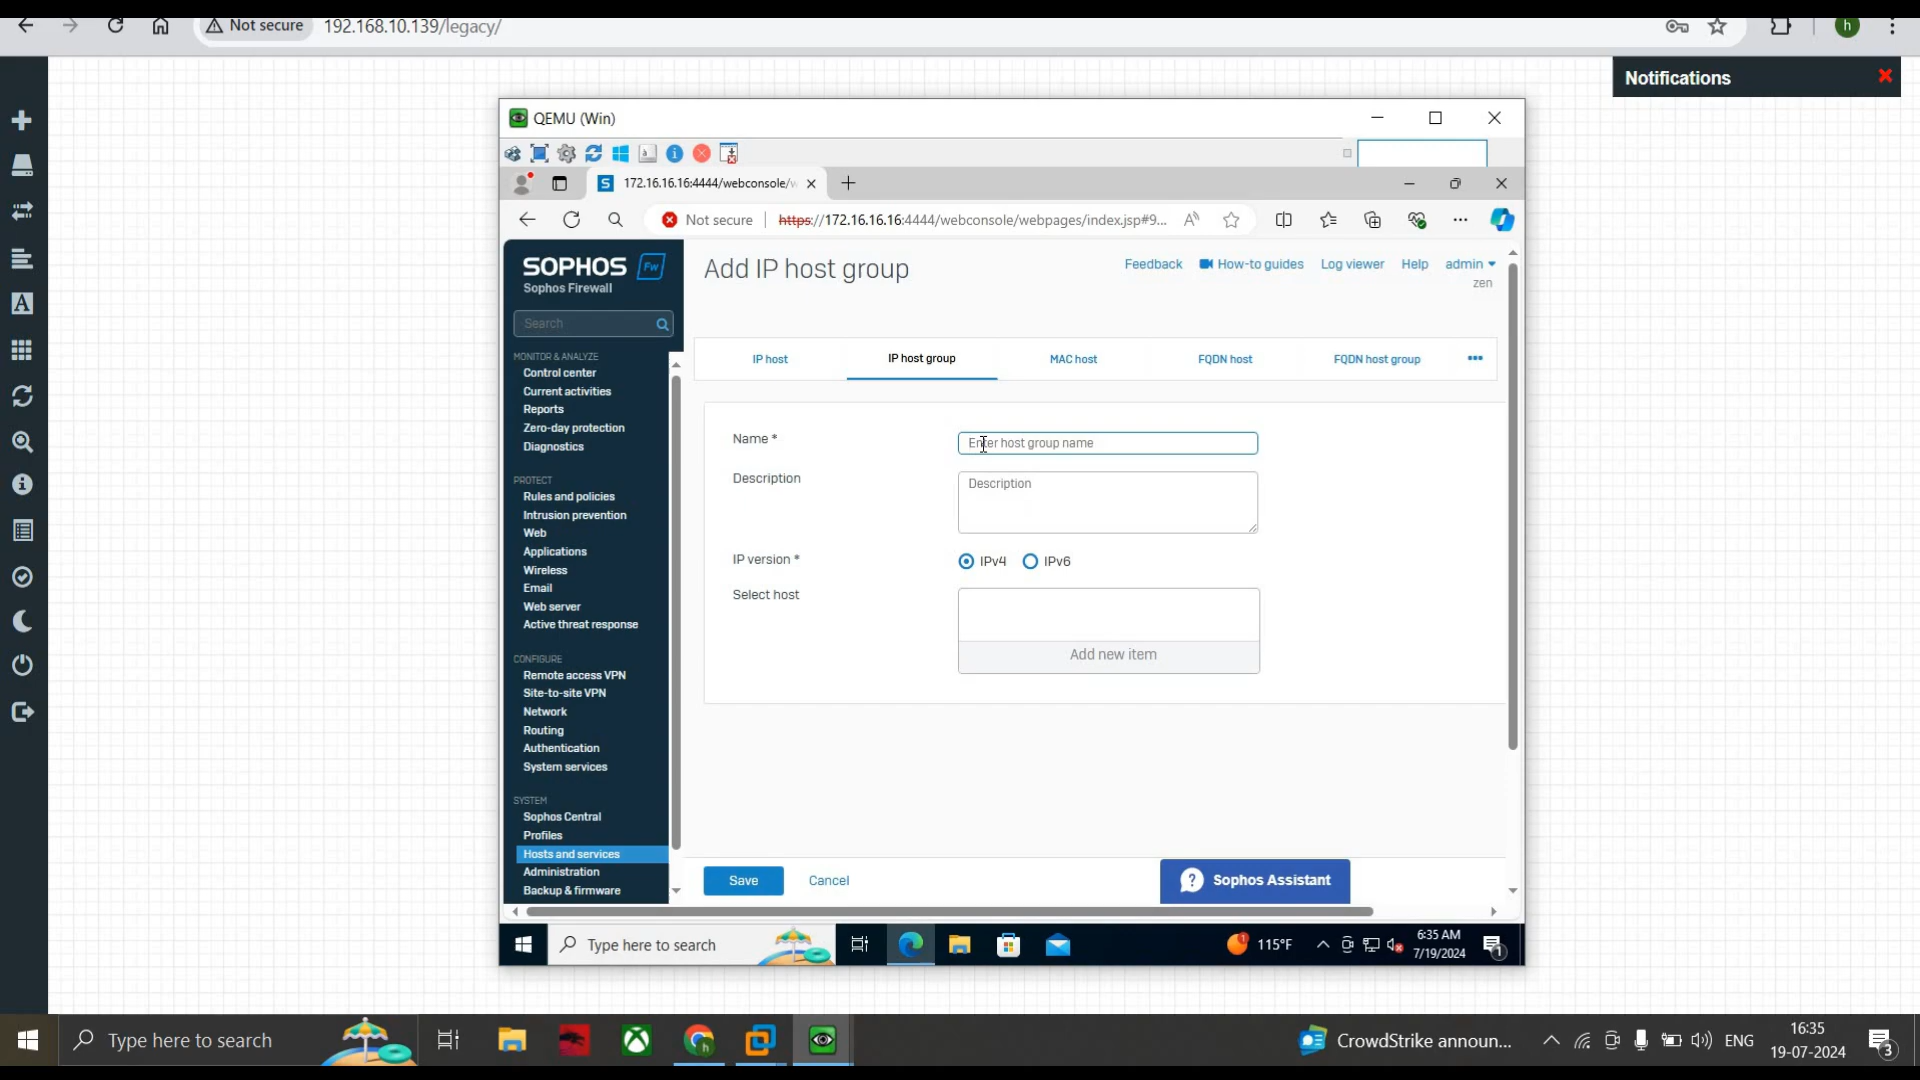 Not secure 192.168.10.139/legacy/
h
Notifications
QEMU (Win)
172.16.16.16:4444/webconsole/w
Not secure https://172.16.16.16:4444/webconsole/webpages/index.jsp#9...
SOPHOS Fw
Sophos Firewall
Search
MONITOR & ANALYZE
Control center
Current activities
Reports
Zero-day protection
Diagnostics
PROTECT
Rules and policies
Intrusion prevention
Web
Applications
Wireless
Email
Web server
Active threat response
CONFIGURE
Remote access VPN
Site-to-site VPN
Network
Routing
Authentication
System services
SYSTEM
Sophos Central
Profiles
Hosts and services
Administration
Backup & firmware
Add IP host group
Feedback How-to guides Log viewer Help admin
zen
IP host IP host group MAC host FQDN host FQDN host group •••
Name * Enter host group name
Description Description
IP version * IPv4 IPv6
Select host
Add new item
Save Cancel
Sophos Assistant
Type here to search 115°F 6:35 AM
7/19/2024 1
Type here to search CrowdStrike announ... ENG 16:35
19-07-2024 3